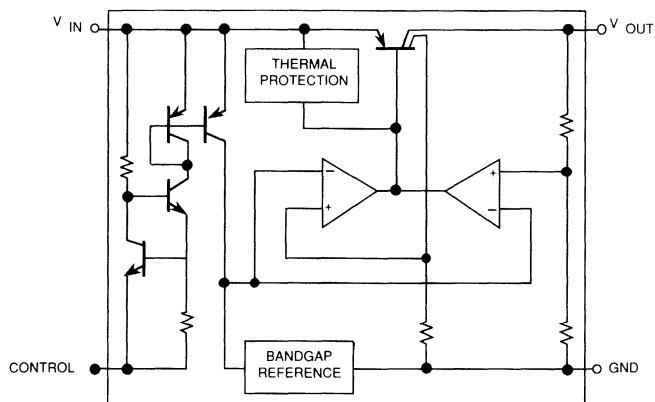 V IN
V OUT
THERMAL
PROTECTION
−
+
+
−
CONTROL
BANDGAP
REFERENCE
GND